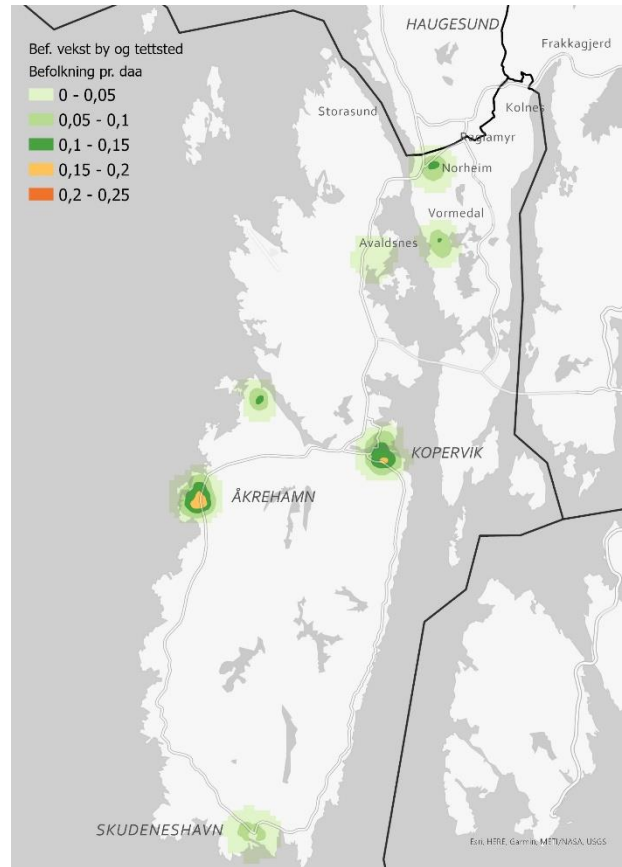 HAUGESUND
Bef. vekst by og tettsted
Befolkning pr. daa
0 - 0,05
0,05 - 0,1
0,1 - 0,15
0,15 - 0,2
0,2 - 0,25
Frakkagjerd
Storasund
Kolnes
Raglamyr
Norheim
Vormedal
Avaldsnes
KOPERVIK
ÅKREHAMN
SKUDENESHAVN
Esri, HERE, Garmin, METI/NASA, USGS